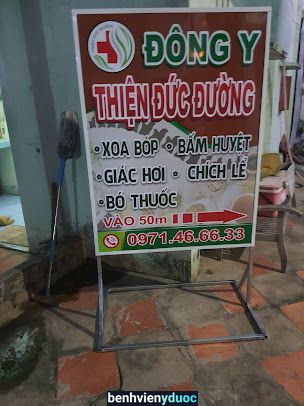 ĐÔNG Y
THIỆN ĐỨC ĐƯỜNG
• XOA BÓP • BẤM HUYỆT
• GIÁC HƠI • CHÍCH LỂ
• BÓ THUỐC
VÀO 50m
0971.46.66.33
benhvienyduoc